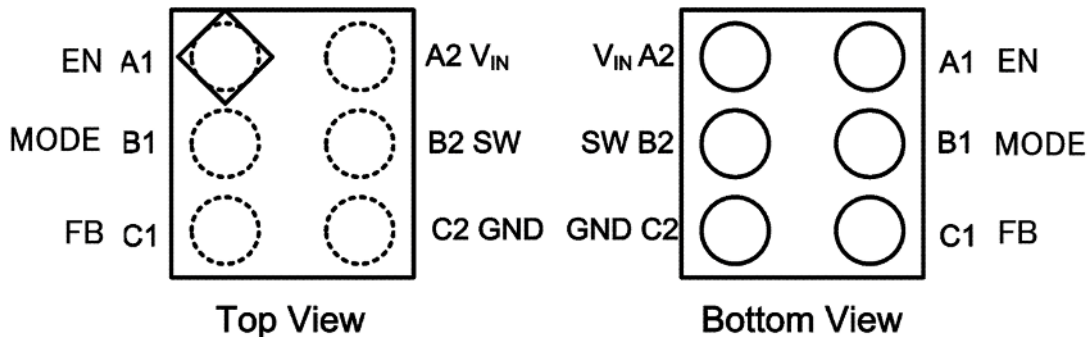 EN A1 A2 VIN VIN A2 A1 EN
MODE B1 B2 SW SW B2 B1 MODE
FB C1 C2 GND GND C2 C1 FB
Top View Bottom View